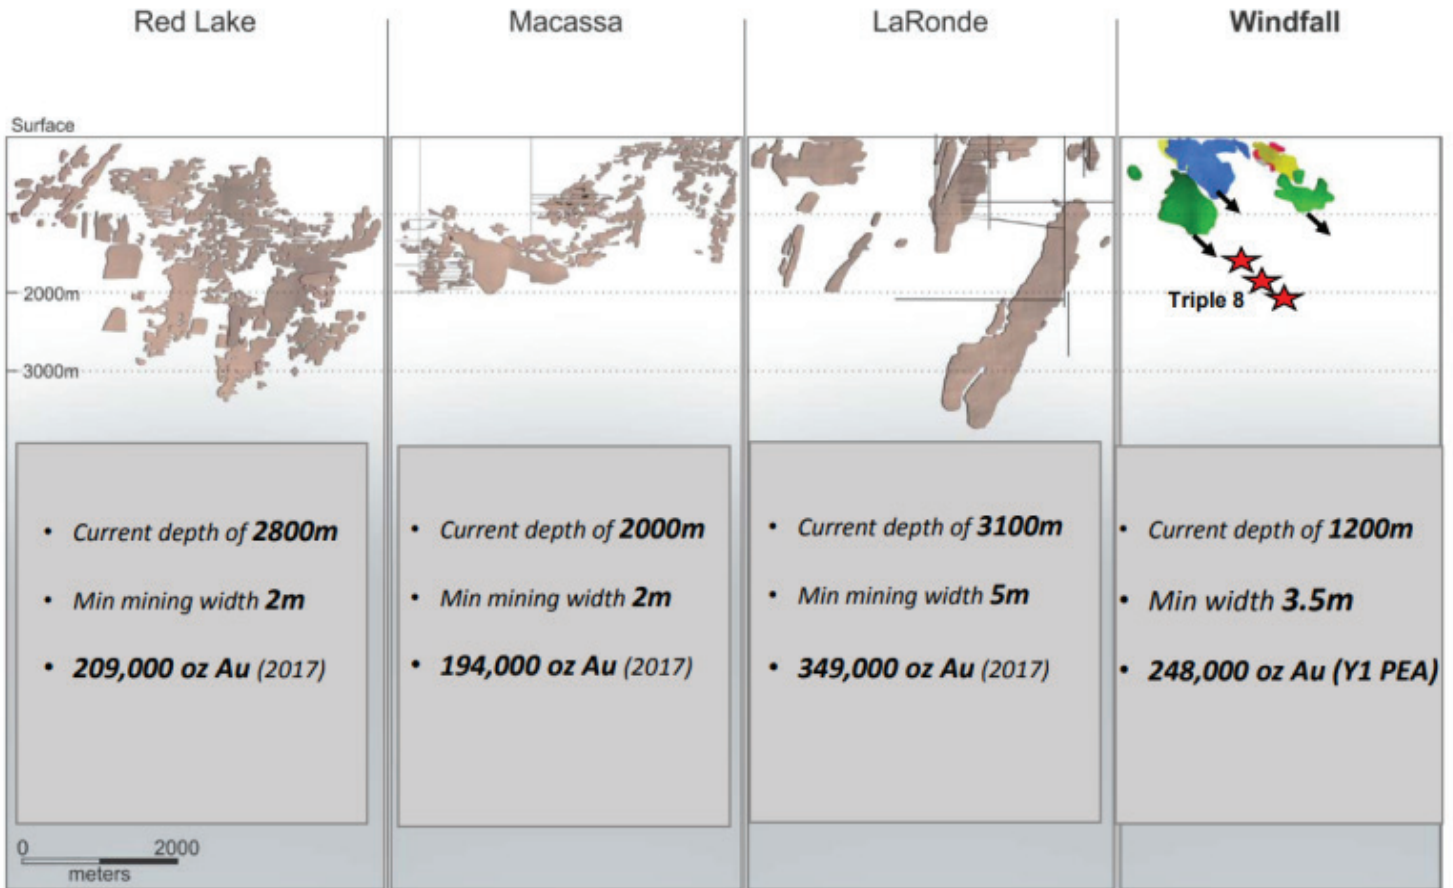 Red Lake
Macassa
LaRonde
Windfall
Surface
2000m
3000m
Triple 8
• Current depth of 2800m
• Min mining width 2m
• 209,000 oz Au (2017)
• Current depth of 2000m
• Min mining width 2m
• 194,000 oz Au (2017)
• Current depth of 3100m
• Min mining width 5m
• 349,000 oz Au (2017)
• Current depth of 1200m
• Min width 3.5m
• 248,000 oz Au (Y1 PEA)
0 2000
meters